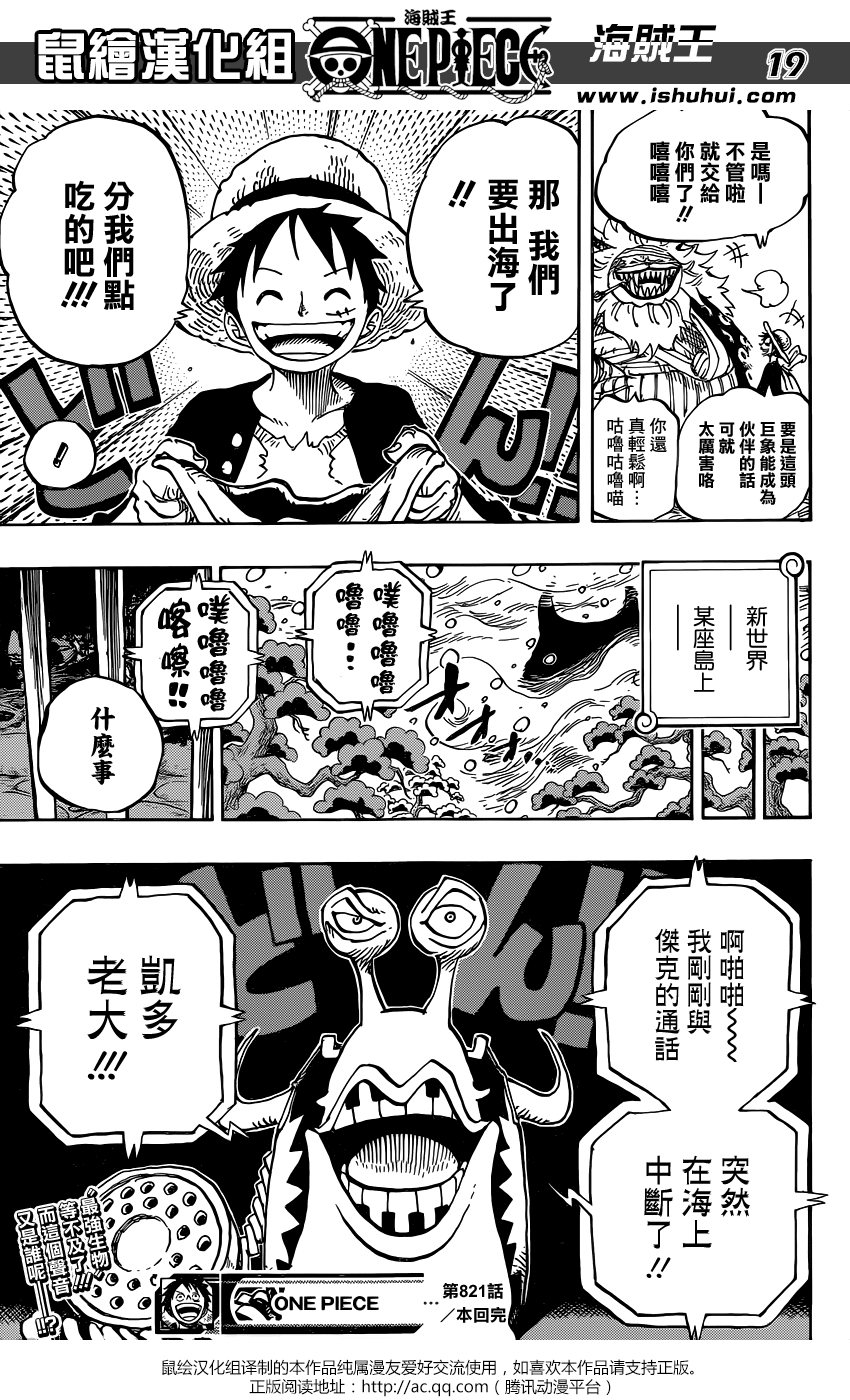 鼠繪漢化組
海賊王
ONE PIECE
海賊王
19
www.ishuhui.com
是嗎—
不管啦
就交給
你們了!!
嘻嘻嘻
要是這頭
巨象能成為
伙伴的話
可就
太厲害咯
你還
真輕鬆啊…
咕嚕咕嚕喵
那 我們
要出海了
!!
分我們點
吃的吧!!!
ドン!!
新世界
——
某座島上
——
オオオ
噗嚕嚕嚕
嚕嚕…
噗嚕嚕嚕
喀嚓!!
什麼事
啊啪啪~
我剛剛與
傑克的通話
突然
在海上
中斷了!!
凱多
老大!!!
どん!
最強生物
等不及了!!!
而這個聲音
又是誰呢—!?
ONE PIECE
…
第821話
／本回完
鼠绘汉化组译制的本作品纯属漫友爱好交流使用，如喜欢本作品请支持正版。
正版阅读地址：http://ac.qq.com（腾讯动漫平台）